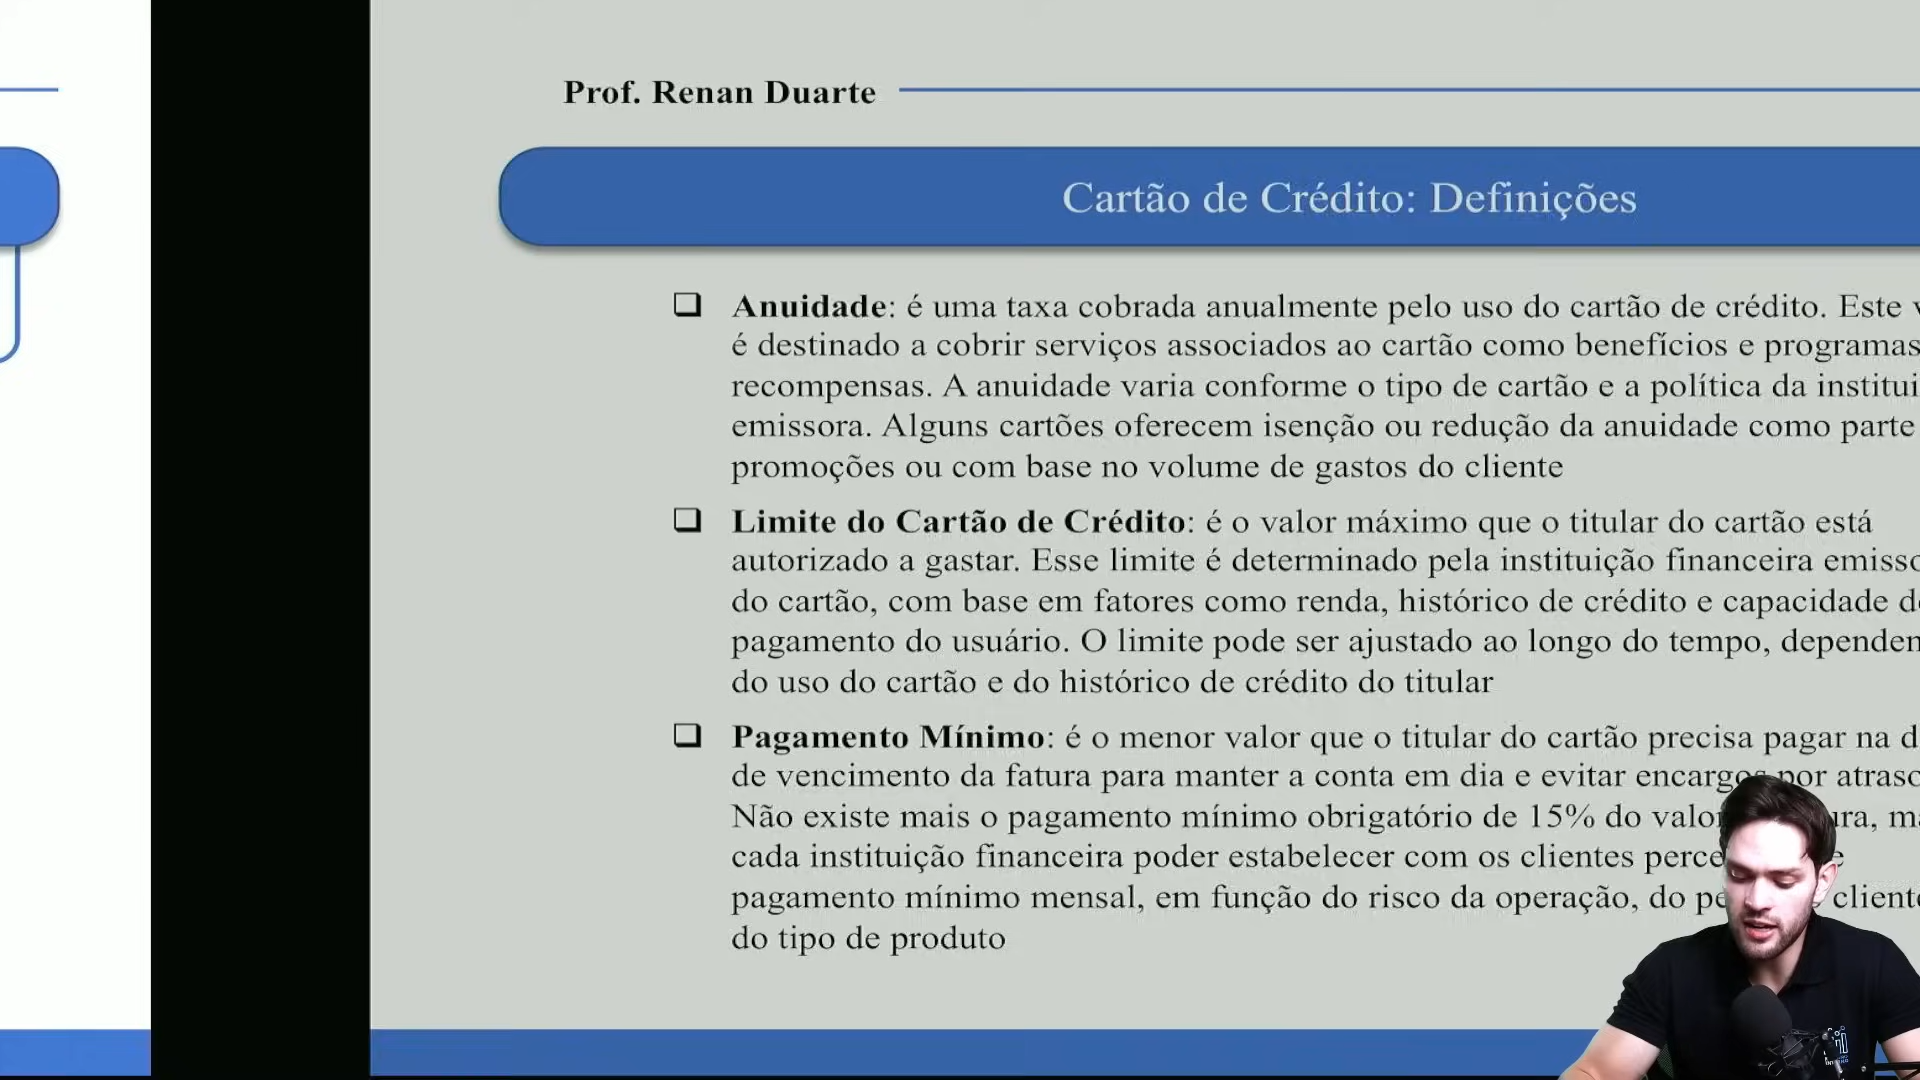 Prof. Renan Duarte
Cartão de Crédito: Definições
Anuidade: é uma taxa cobrada anualmente pelo uso do cartão de crédito. Este
é destinado a cobrir serviços associados ao cartão como benefícios e programas
recompensas. A anuidade varia conforme o tipo de cartão e a política da
emissora. Alguns cartões oferecem isenção ou redução da anuidade como parte
promoções ou com base no volume de gastos do cliente
Limite do Cartão de Crédito: é o valor máximo que o titular do cartão está
autorizado a gastar. Esse limite é determinado pela instituição financeira
do cartão, com base em fatores como renda, histórico de crédito e capacidade
pagamento do usuário. O limite pode ser ajustado ao longo do tempo,
do uso do cartão e do histórico de crédito do titular
Pagamento Mínimo: é o menor valor que o titular do cartão precisa pagar na
de vencimento da fatura para manter a conta em dia e evitar encargos por atraso
Não existe mais o pagamento mínimo obrigatório de 15% do valor
cada instituição financeira poder estabelecer com os clientes
pagamento mínimo mensal, em função do risco da operação, do
do tipo de produto